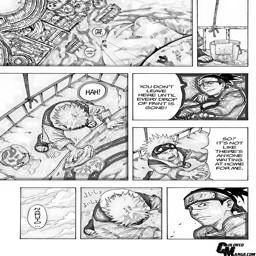 HAH!
YOU DON'T
LEAVE
HERE UNTIL
EVERY DROP
OF PAINT IS
GONE!
SO?
IT'S NOT
LIKE
THERE'S
ANYONE
WAITING
AT HOME
FOR ME.
COLORED
MANGA.COM